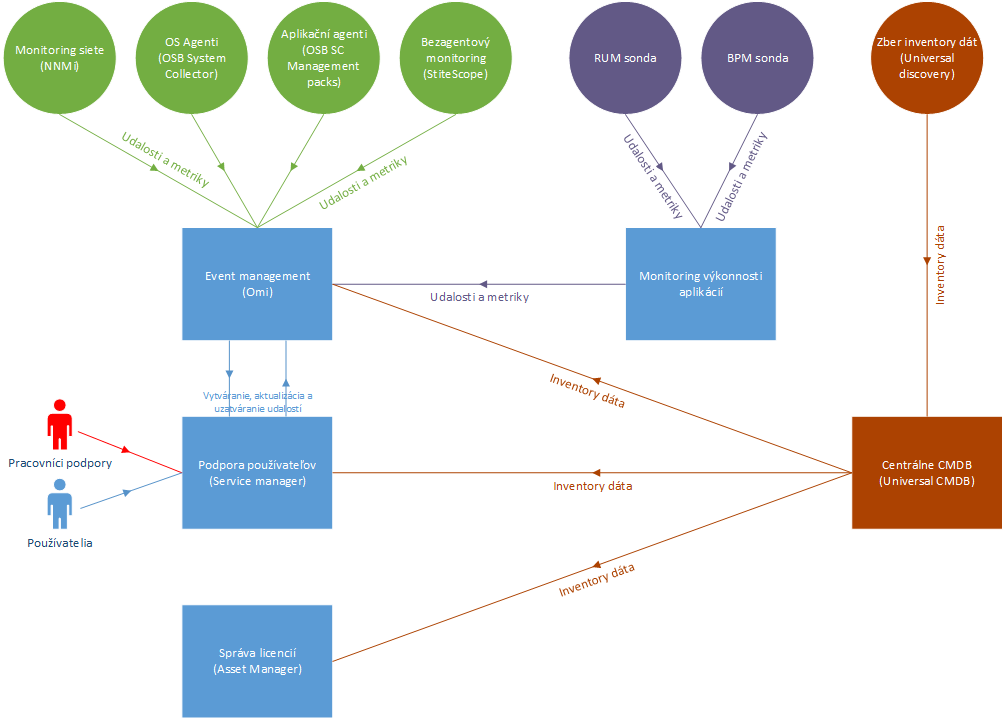 Monitoring siete
(NNMi)
OS Agenti
(OSB System
Collector)
Aplikační agenti
(OSB SC
Management
packs)
Bezagentový
monitoring
(StiteScope)
RUM sonda
BPM sonda
Zber inventory dát
(Universal
discovery)
Udalosti a metriky
Udalosti a metriky
Udalosti a metriky
Udalosti a metriky
Inventory dáta
Event management
(Omi)
Monitoring výkonnosti
aplikácií
Udalosti a metriky
Inventory dáta
Vytváranie, aktualizácia a
uzatváranie udalostí
Pracovníci podpory
Používatelia
Podpora používateľov
(Service manager)
Inventory dáta
Centrálne CMDB
(Universal CMDB)
Inventory dáta
Správa licencií
(Asset Manager)